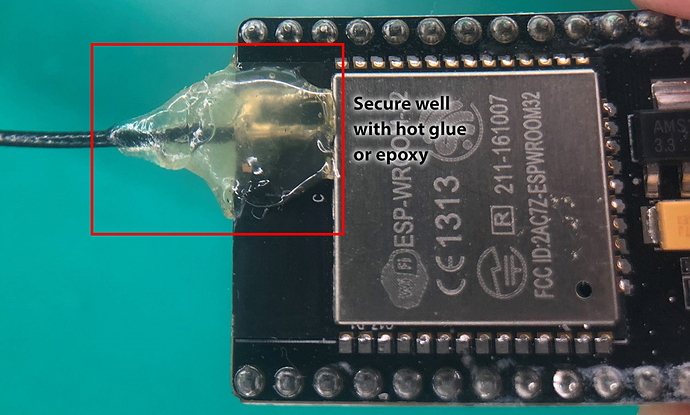 Secure well
with hot glue
or epoxy
WiFi
ESP-WROOM-32
CE1313
R 211-161007
FCC ID:2AC7Z-ESPWROOM32
AMS
3.3
C